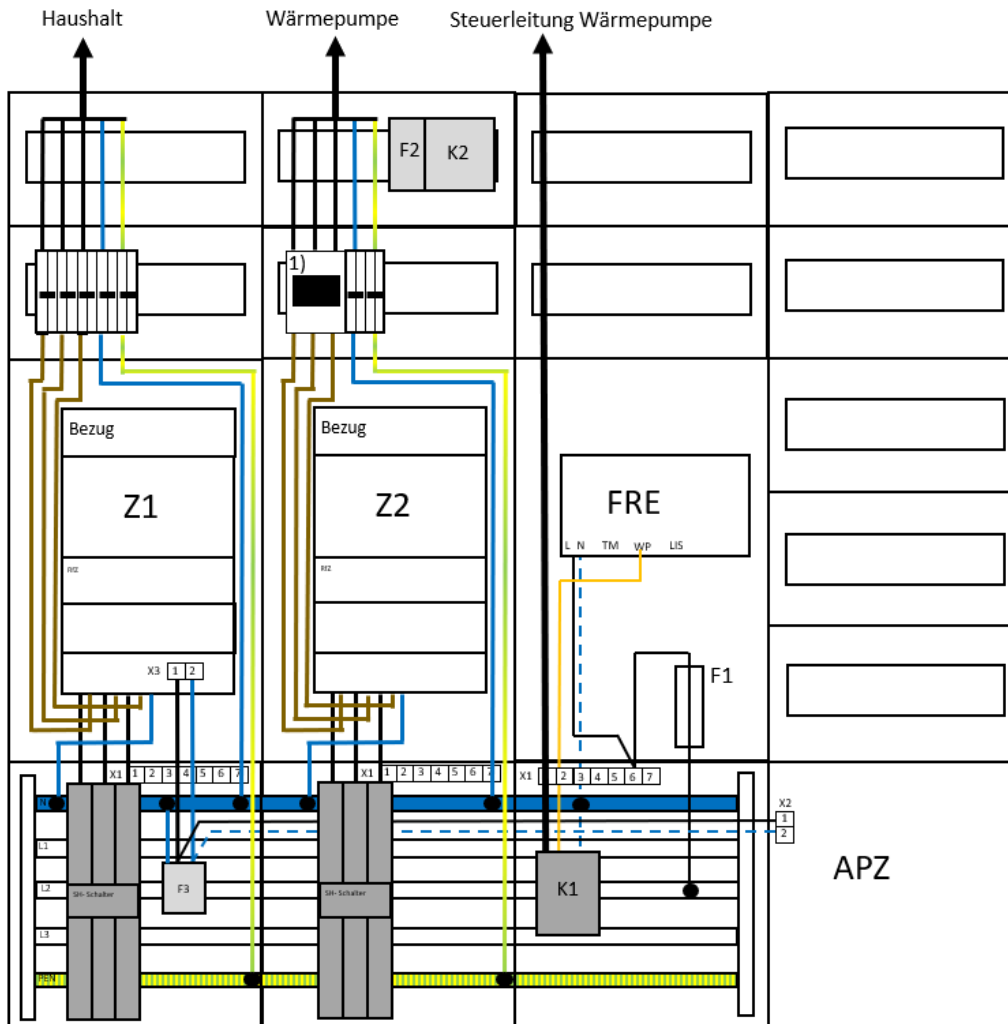 Haushalt
Wärmepumpe
Steuerleitung Wärmepumpe
F2
K2
1)
Bezug
Z1
Bezug
Z2
FRE
L N TM WP LIS
RfZ
RfZ
X3 1 2
F1
X1 1 2 3 4 5 6 7
X1 1 2 3 4 5 6 7
X1 2 3 4 5 6 7
N
X2
1
2
L1
L2
L3
PEN
SH- Schalter
F3
SH- Schalter
K1
APZ